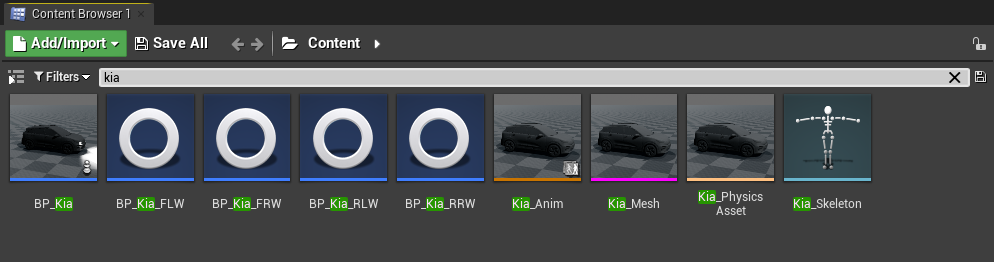 Content Browser 1
Add/Import Save All Content
Filters kia
BP_Kia BP_Kia_FLW BP_Kia_FRW BP_Kia_RLW BP_Kia_RRW Kia_Anim Kia_Mesh Kia_Physics Kia_Skeleton
Asset